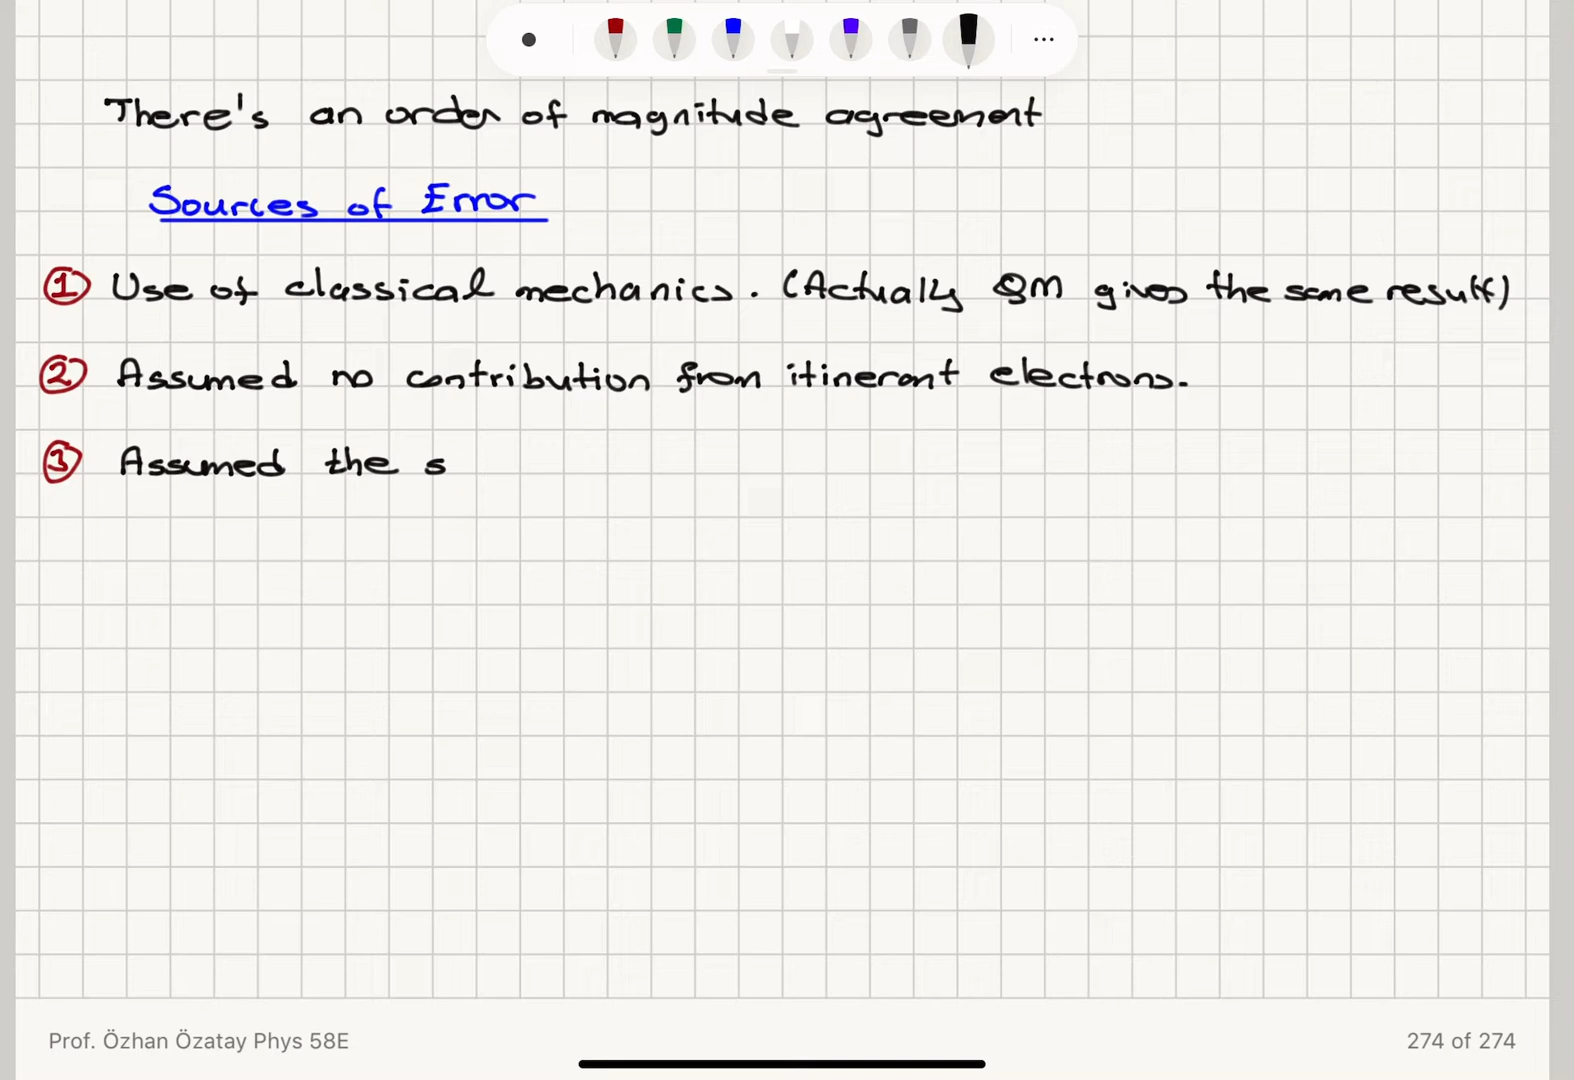 There's an order of magnitude agreement
Sources of Error
1 Use of classical mechanics. (Actually QM gives the same result)
2 Assumed no contribution from itinerant electrons.
3 Assumed the s
Prof. Özhan Özatay Phys 58E
274 of 274